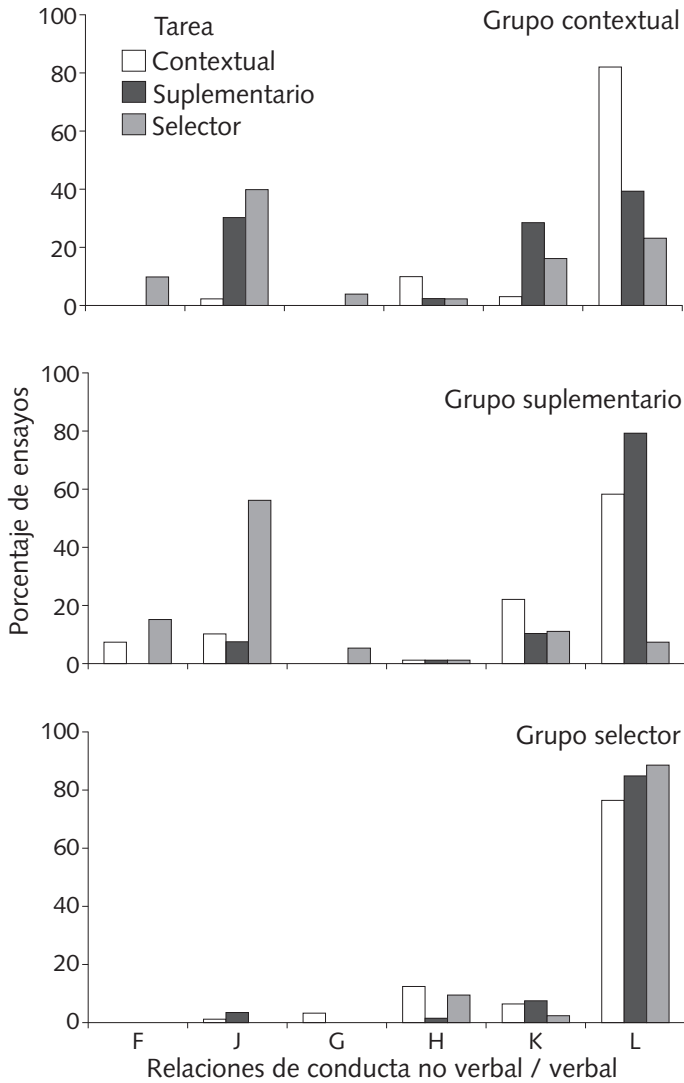 Grupo contextual
Tarea
Contextual
Suplementario
Selector
100
80
60
40
20
0
Grupo suplementario
100
80
60
40
20
0
Porcentaje de ensayos
Grupo selector
100
80
60
40
20
0
F J G H K L
Relaciones de conducta no verbal / verbal